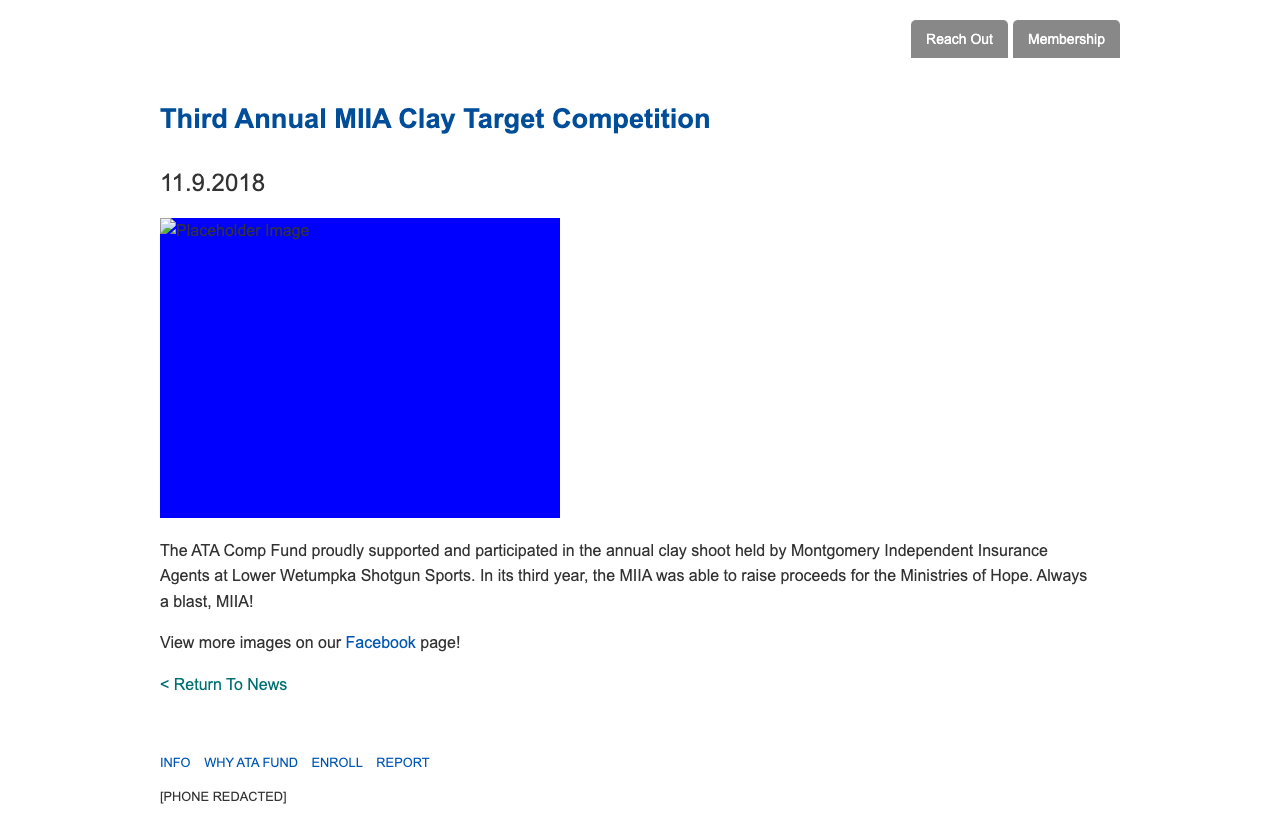 Reach Out Membership
Third Annual MIIA Clay Target Competition
11.9.2018
Placeholder Image
The ATA Comp Fund proudly supported and participated in the annual clay shoot held by Montgomery Independent Insurance
Agents at Lower Wetumpka Shotgun Sports. In its third year, the MIIA was able to raise proceeds for the Ministries of Hope. Always
a blast, MIIA!
View more images on our Facebook page!
< Return To News
INFO WHY ATA FUND ENROLL REPORT
[PHONE REDACTED]